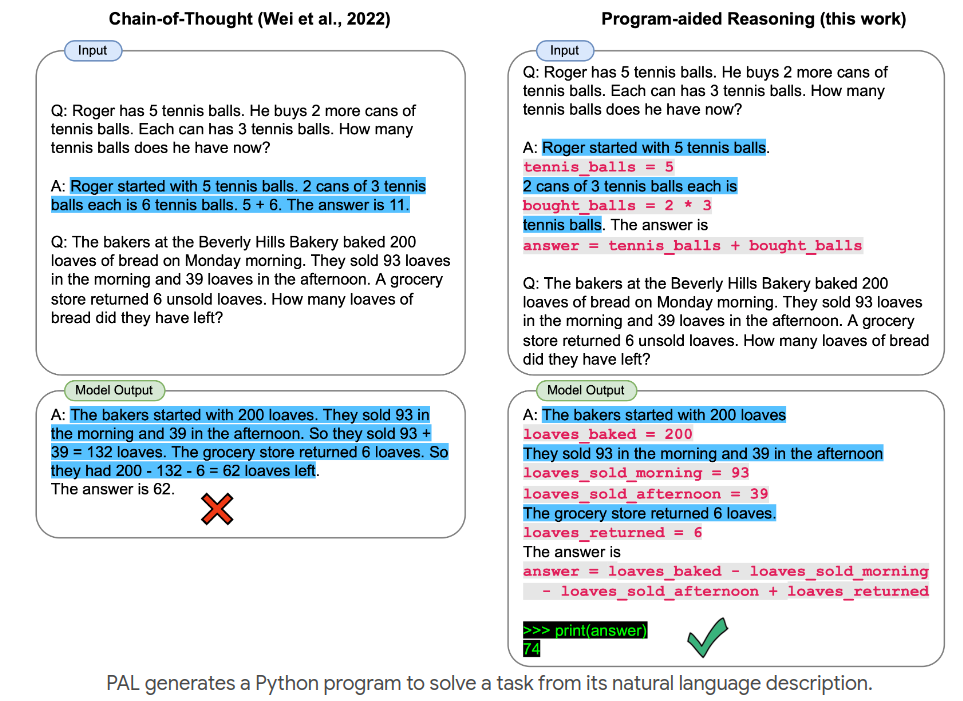 Chain-of-Thought (Wei et al., 2022)
Input
Q: Roger has 5 tennis balls. He buys 2 more cans of
tennis balls. Each can has 3 tennis balls. How many
tennis balls does he have now?
A: Roger started with 5 tennis balls. 2 cans of 3 tennis
balls each is 6 tennis balls. 5 + 6. The answer is 11.
Q: The bakers at the Beverly Hills Bakery baked 200
loaves of bread on Monday morning. They sold 93 loaves
in the morning and 39 loaves in the afternoon. A grocery
store returned 6 unsold loaves. How many loaves of
bread did they have left?
Model Output
A: The bakers started with 200 loaves. They sold 93 in
the morning and 39 in the afternoon. So they sold 93 +
39 = 132 loaves. The grocery store returned 6 loaves. So
they had 200 - 132 - 6 = 62 loaves left.
The answer is 62.
Program-aided Reasoning (this work)
Input
Q: Roger has 5 tennis balls. He buys 2 more cans of
tennis balls. Each can has 3 tennis balls. How many
tennis balls does he have now?
A: Roger started with 5 tennis balls.
tennis_balls = 5
2 cans of 3 tennis balls each is
bought_balls = 2 * 3
tennis balls. The answer is
answer = tennis_balls + bought_balls
Q: The bakers at the Beverly Hills Bakery baked 200
loaves of bread on Monday morning. They sold 93 loaves
in the morning and 39 loaves in the afternoon. A grocery
store returned 6 unsold loaves. How many loaves of bread
did they have left?
Model Output
A: The bakers started with 200 loaves
loaves_baked = 200
They sold 93 in the morning and 39 in the afternoon
loaves_sold_morning = 93
loaves_sold_afternoon = 39
The grocery store returned 6 loaves.
loaves_returned = 6
The answer is
answer = loaves_baked - loaves_sold_morning
- loaves_sold_afternoon + loaves_returned
>>> print(answer)
74
PAL generates a Python program to solve a task from its natural language description.